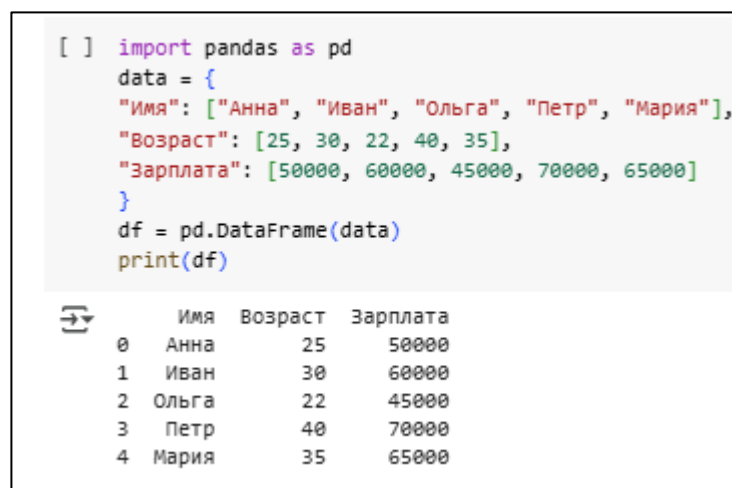 [ ] import pandas as pd
data = {
"Имя": ["Анна", "Иван", "Ольга", "Петр", "Мария"],
"Возраст": [25, 30, 22, 40, 35],
"Зарплата": [50000, 60000, 45000, 70000, 65000]
}
df = pd.DataFrame(data)
print(df)
Имя Возраст Зарплата
0 Анна 25 50000
1 Иван 30 60000
2 Ольга 22 45000
3 Петр 40 70000
4 Мария 35 65000